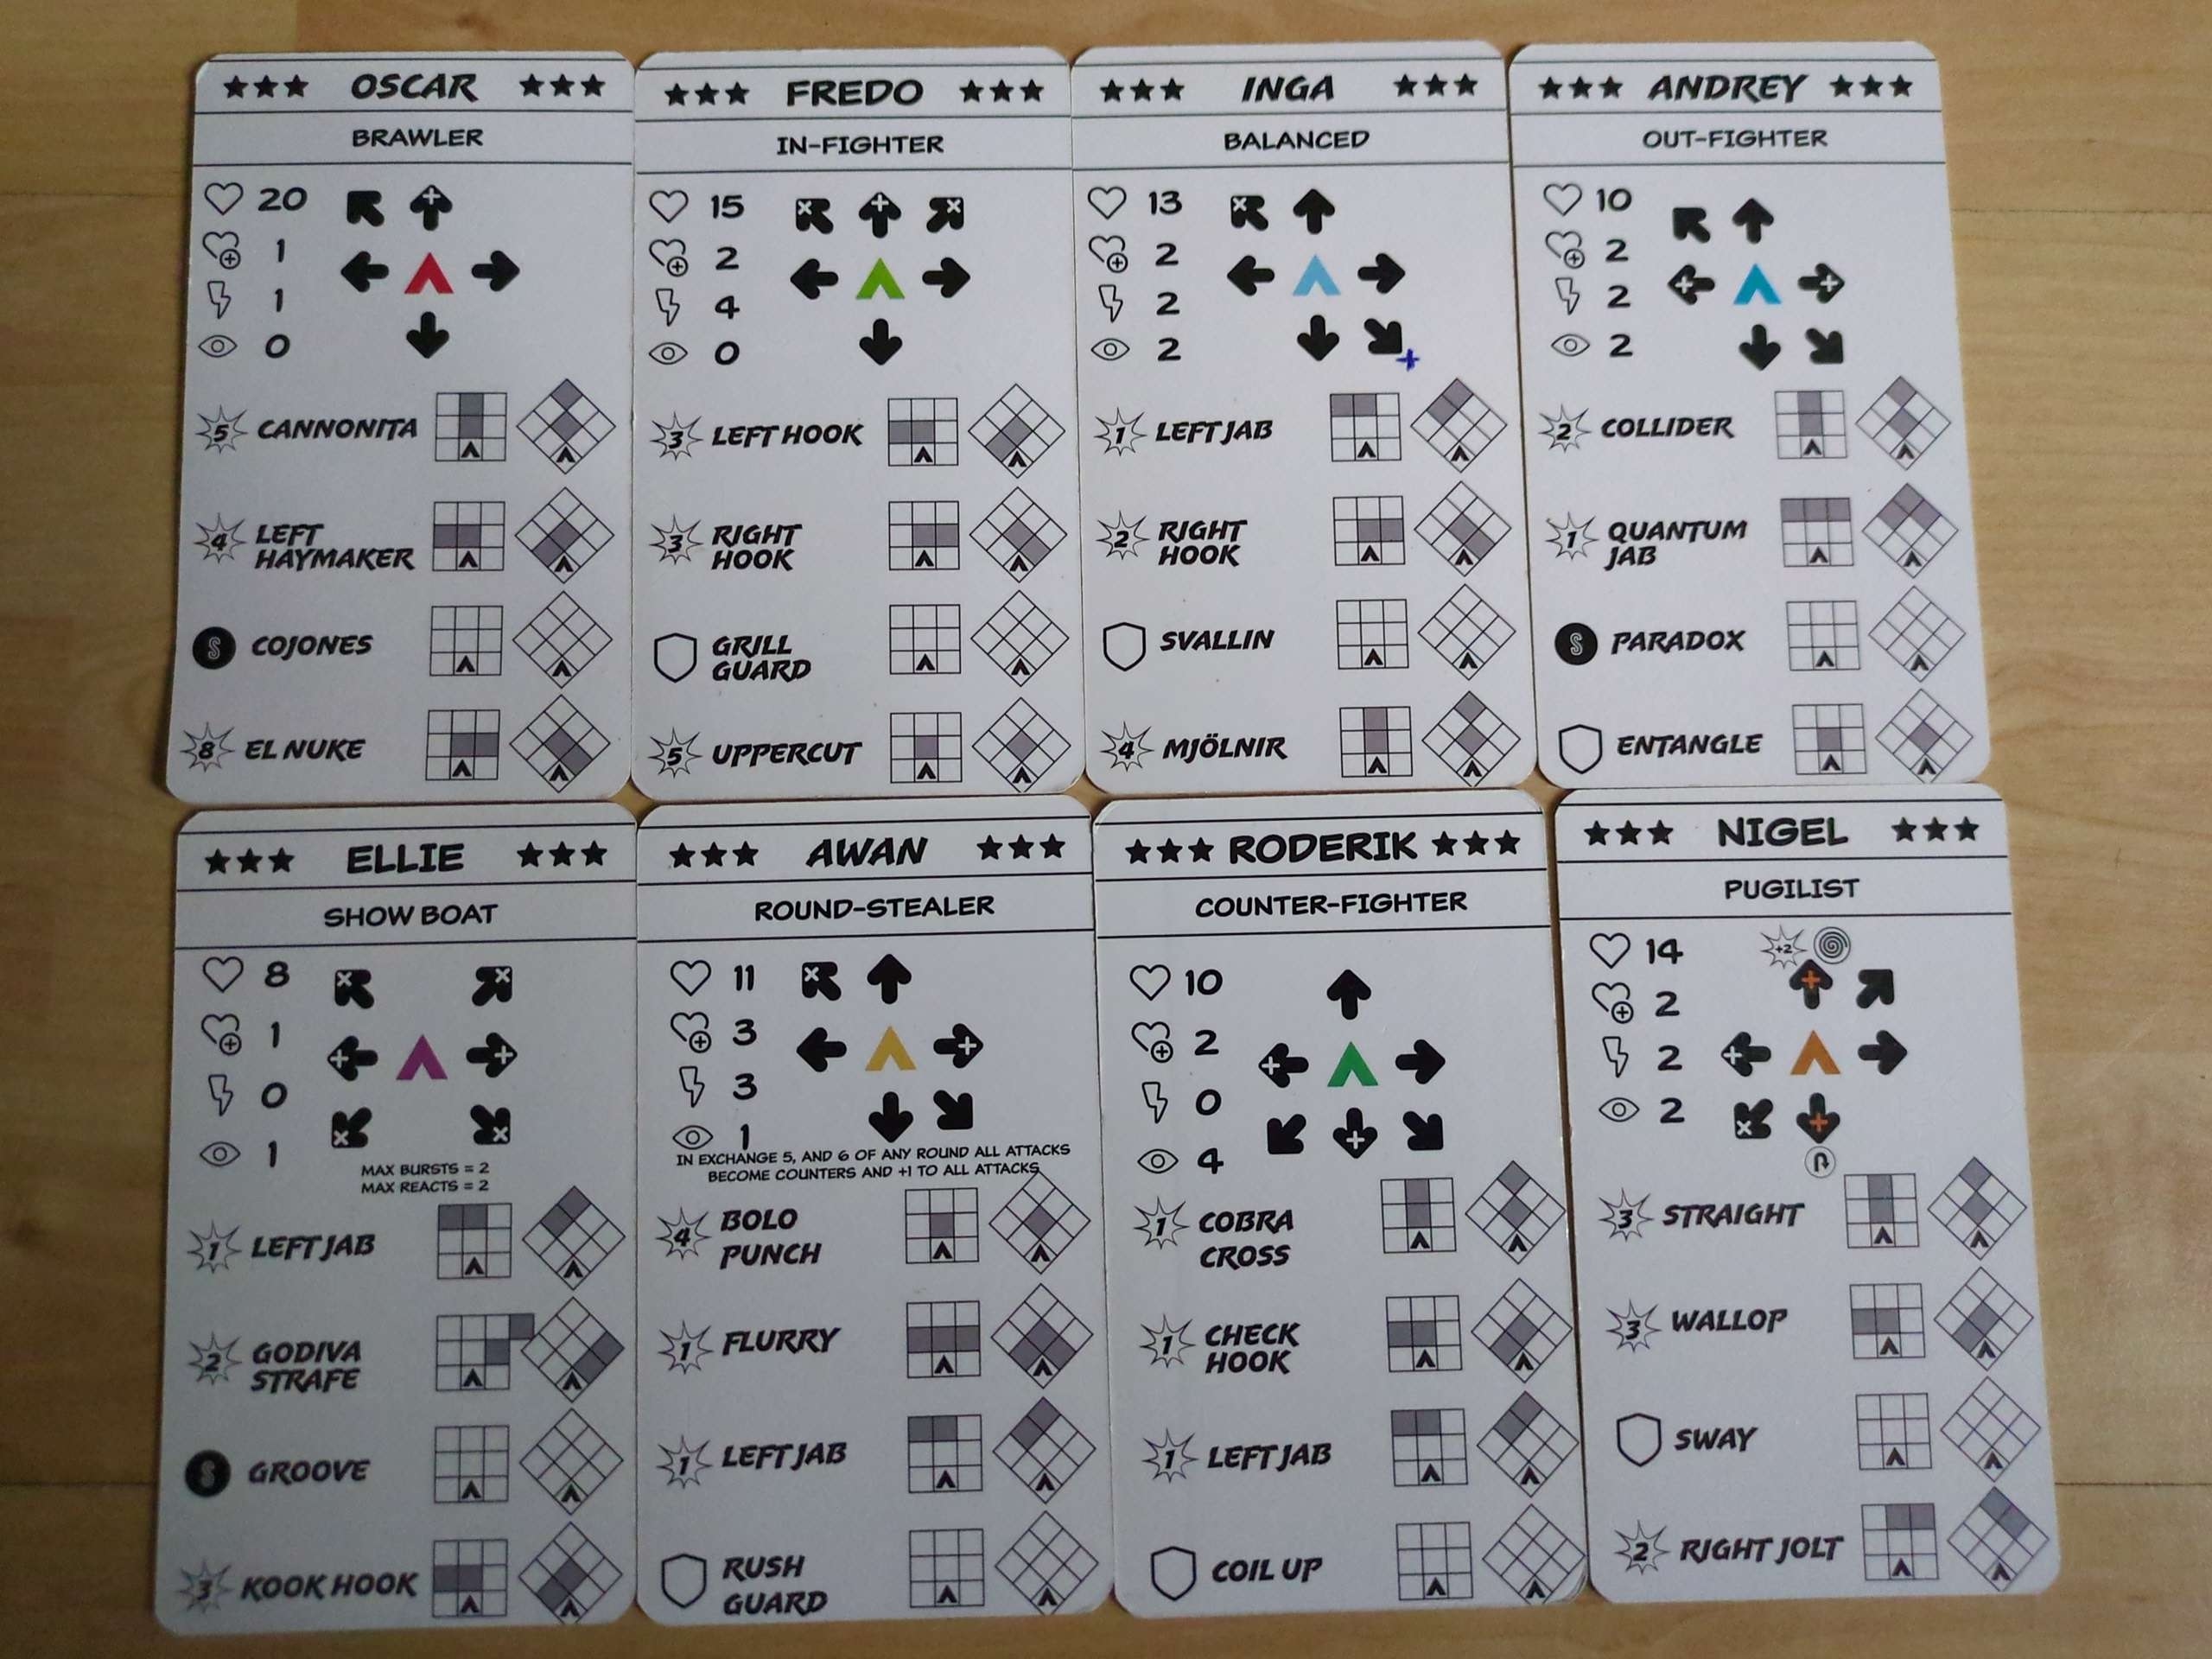 ★★★ OSCAR ★★★
BRAWLER
20
1
1
0
5 CANNONITA
4 LEFT
HAYMAKER
S COJONES
8 EL NUKE
★★★ FREDO ★★★
IN-FIGHTER
15
2
4
0
3 LEFT HOOK
3 RIGHT
HOOK
GRILL
GUARD
5 UPPERCUT
★★★ INGA ★★★
BALANCED
13
2
2
2
+
1 LEFT JAB
2 RIGHT
HOOK
SVALLIN
4 MJÖLNIR
★★★ ANDREY ★★★
OUT-FIGHTER
10
2
2
2
2 COLLIDER
1 QUANTUM
JAB
S PARADOX
ENTANGLE
★★★ ELLIE ★★★
SHOW BOAT
8
1
0
1
MAX BURSTS = 2
MAX REACTS = 2
1 LEFT JAB
2 GODIVA
STRAFE
S GROOVE
3 KOOK HOOK
★★★ AWAN ★★★
ROUND-STEALER
11
3
3
1
IN EXCHANGE 5, AND 6 OF ANY ROUND ALL ATTACKS
BECOME COUNTERS AND +1 TO ALL ATTACKS
4 BOLO
PUNCH
1 FLURRY
1 LEFT JAB
RUSH
GUARD
★★★ RODERIK ★★★
COUNTER-FIGHTER
10
2
0
4
1 COBRA
CROSS
1 CHECK
HOOK
1 LEFT JAB
COIL UP
★★★ NIGEL ★★★
PUGILIST
14 +2
2
2
2
3 STRAIGHT
3 WALLOP
SWAY
2 RIGHT JOLT